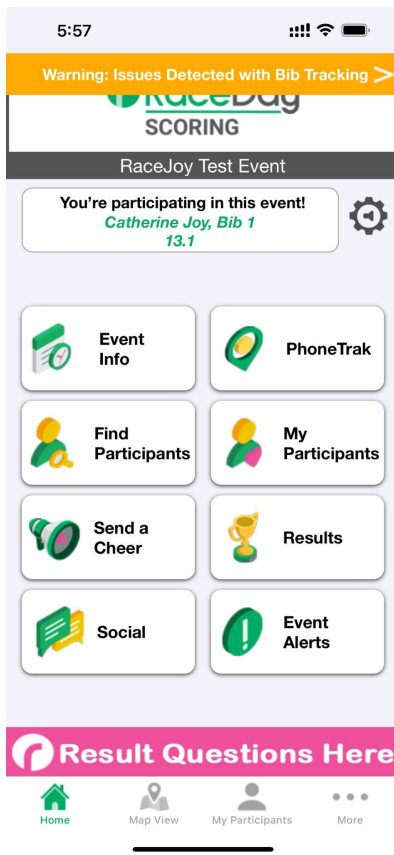 5:57
Warning: Issues Detected with Bib Tracking >
RaceDay
SCORING
RaceJoy Test Event
You're participating in this event!
Catherine Joy, Bib 1
13.1
Event
Info
PhoneTrak
Find
Participants
My
Participants
Send a
Cheer
Results
Social
Event
Alerts
Result Questions Here
Home
Map View
My Participants
More